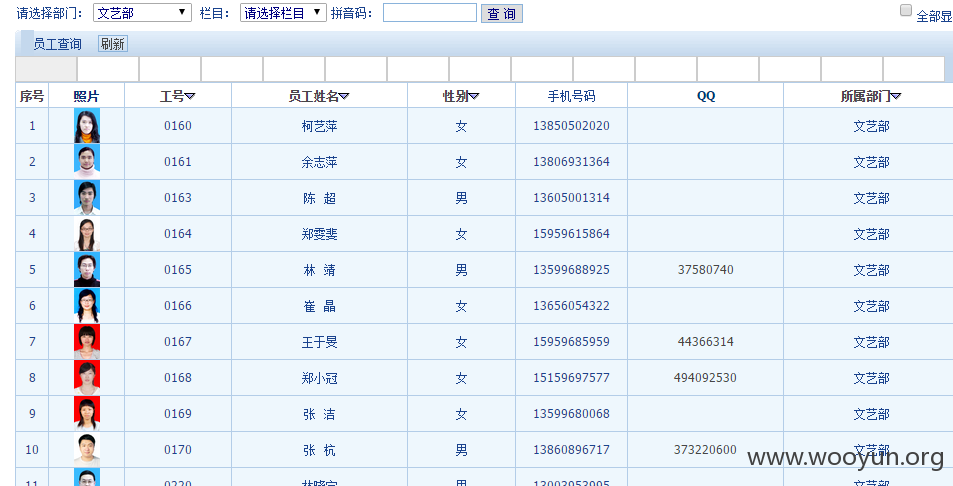 请选择部门： 文艺部 栏目： 请选择栏目 拼音码： 查 询 全部显
员工查询 刷新
序号 照片 工号 员工姓名 性别 手机号码 QQ 所属部门
1 0160 柯艺萍 女 13850502020 文艺部
2 0161 余志萍 女 13806931364 文艺部
3 0163 陈 超 男 13605001314 文艺部
4 0164 郑雯斐 女 15959615864 文艺部
5 0165 林 靖 男 13599688925 37580740 文艺部
6 0166 崔 晶 女 13656054322 文艺部
7 0167 王于旻 女 15959685959 44366314 文艺部
8 0168 郑小冠 女 15159697577 494092530 文艺部
9 0169 张 洁 女 13599680068 文艺部
10 0170 张 杭 男 13860896717 373220600 文艺部
www.wooyun.org
11 0220 男 13003953995 文艺部